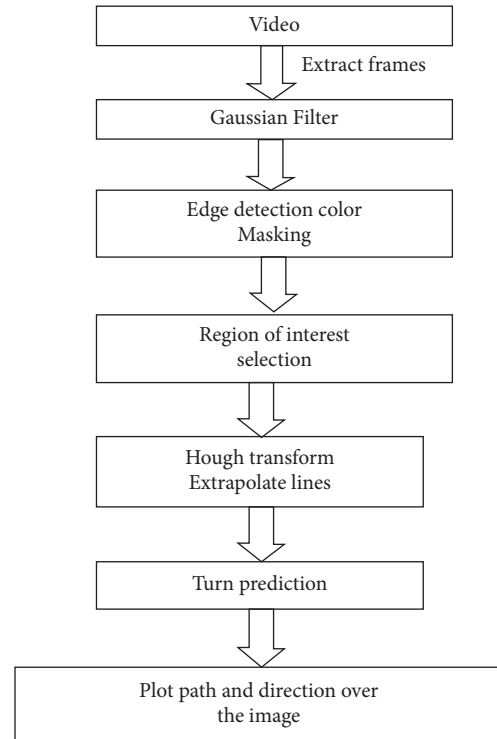 Video
Extract frames
Gaussian Filter
Edge detection color
Masking
Region of interest
selection
Hough transform
Extrapolate lines
Turn prediction
Plot path and direction over
the image